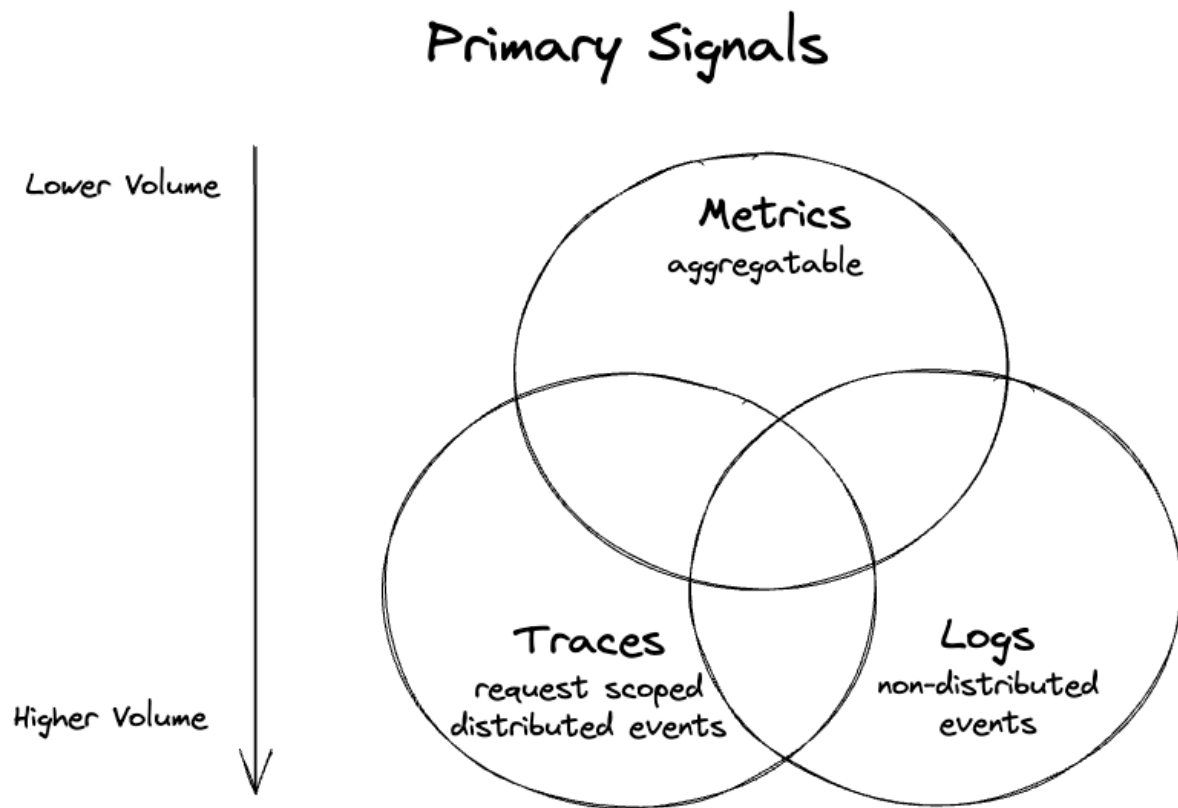 Primary Signals
Lower Volume
Metrics
aggregatable
Traces
request scoped
distributed events
Logs
non-distributed
events
Higher Volume